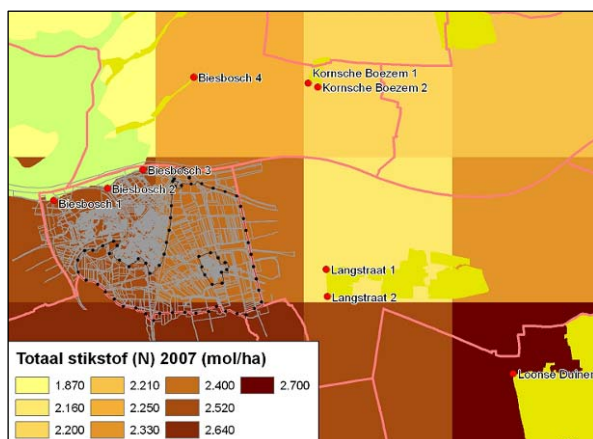 Kornsche Boezem 1
Biesbosch 4
Kornsche Boezem 2
Biesbosch 3
Biesbosch 2
Biesbosch 1
Langstraat 1
Langstraat 2
Loonse Duinen
Totaal stikstof (N) 2007 (mol/ha)
1.870 2.210 2.400 2.700
2.160 2.250 2.520
2.200 2.330 2.640